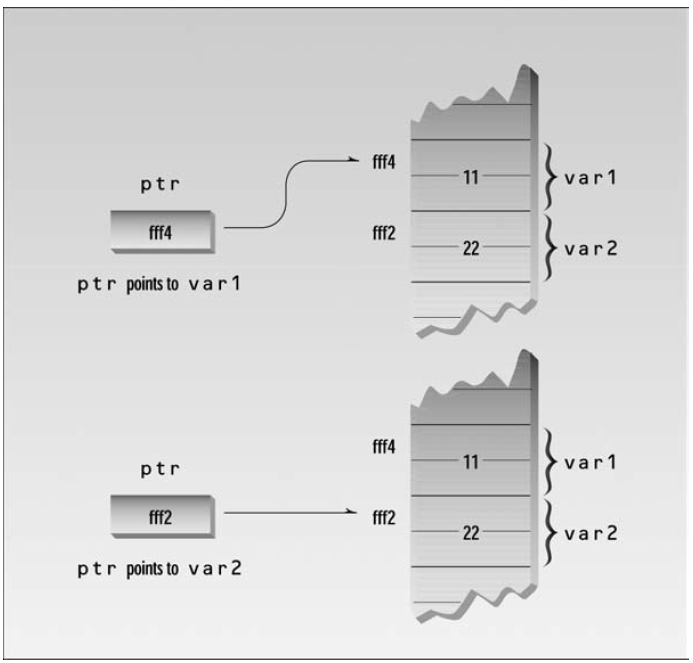 ptr
fff4
ptr points to var1
fff4
11
var1
fff2
22
var2
ptr
fff2
ptr points to var2
fff4
11
var1
fff2
22
var2